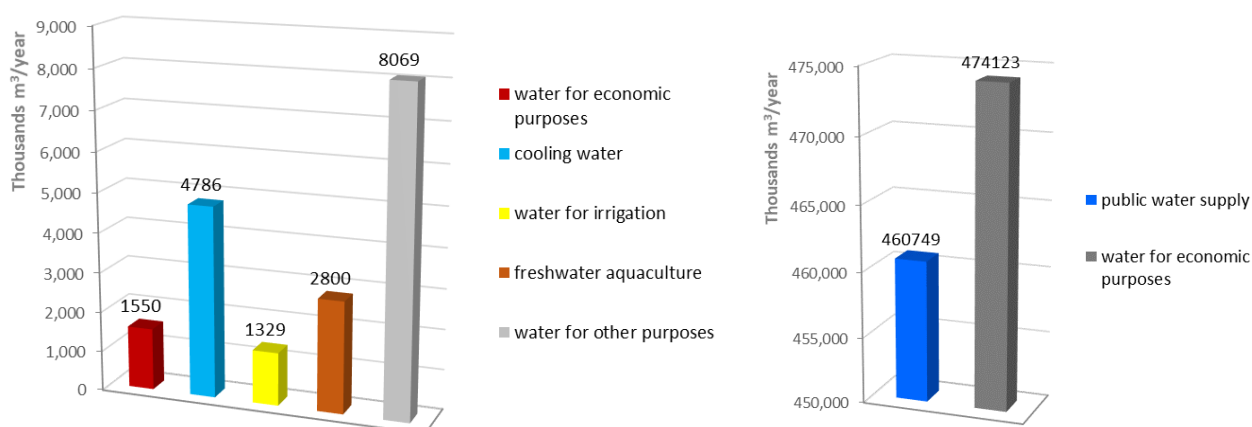 Thousands m³/year
9,000
8,000
7,000
6,000
5,000
4,000
3,000
2,000
1,000
0
1550
4786
1329
2800
8069
water for economic
purposes
cooling water
water for irrigation
freshwater aquaculture
water for other purposes
Thousands m³/year
475,000
470,000
465,000
460,000
455,000
450,000
460749
474123
public water supply
water for economic
purposes